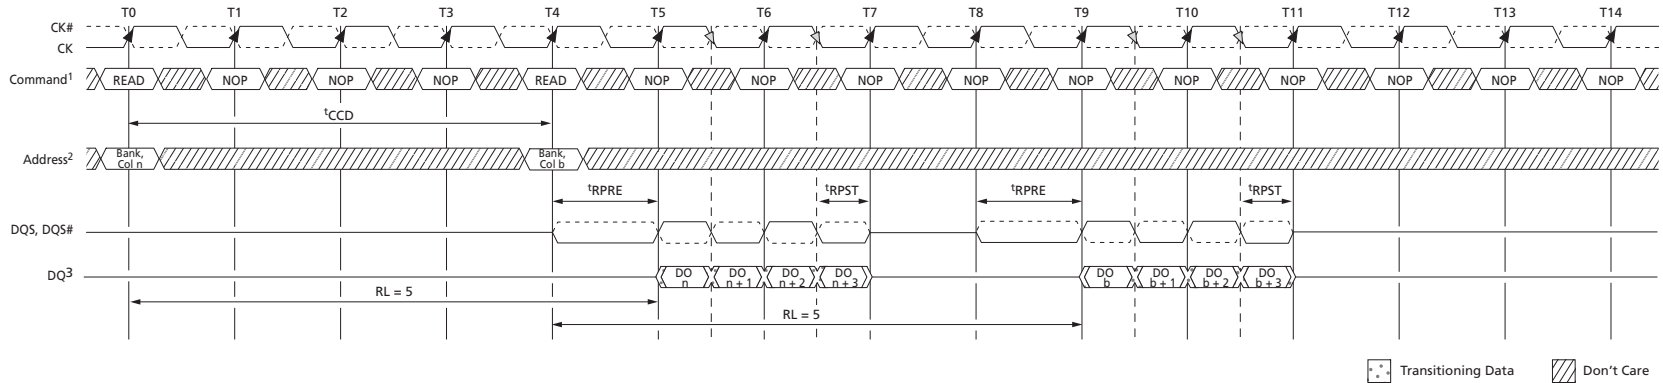 T0 T1 T2 T3 T4 T5 T6 T7 T8 T9 T10 T11 T12 T13 T14
CK#
CK
Command1 READ NOP NOP NOP READ NOP NOP NOP NOP NOP NOP NOP NOP NOP NOP
tCCD
Address2 Bank, Col n Bank, Col b
tRPRE tRPST tRPRE tRPST
DQS, DQS#
DQ3 DO n DO n + 1 DO n + 2 DO n + 3 DO b DO b + 1 DO b + 2 DO b + 3
RL = 5
RL = 5
Transitioning Data Don't Care